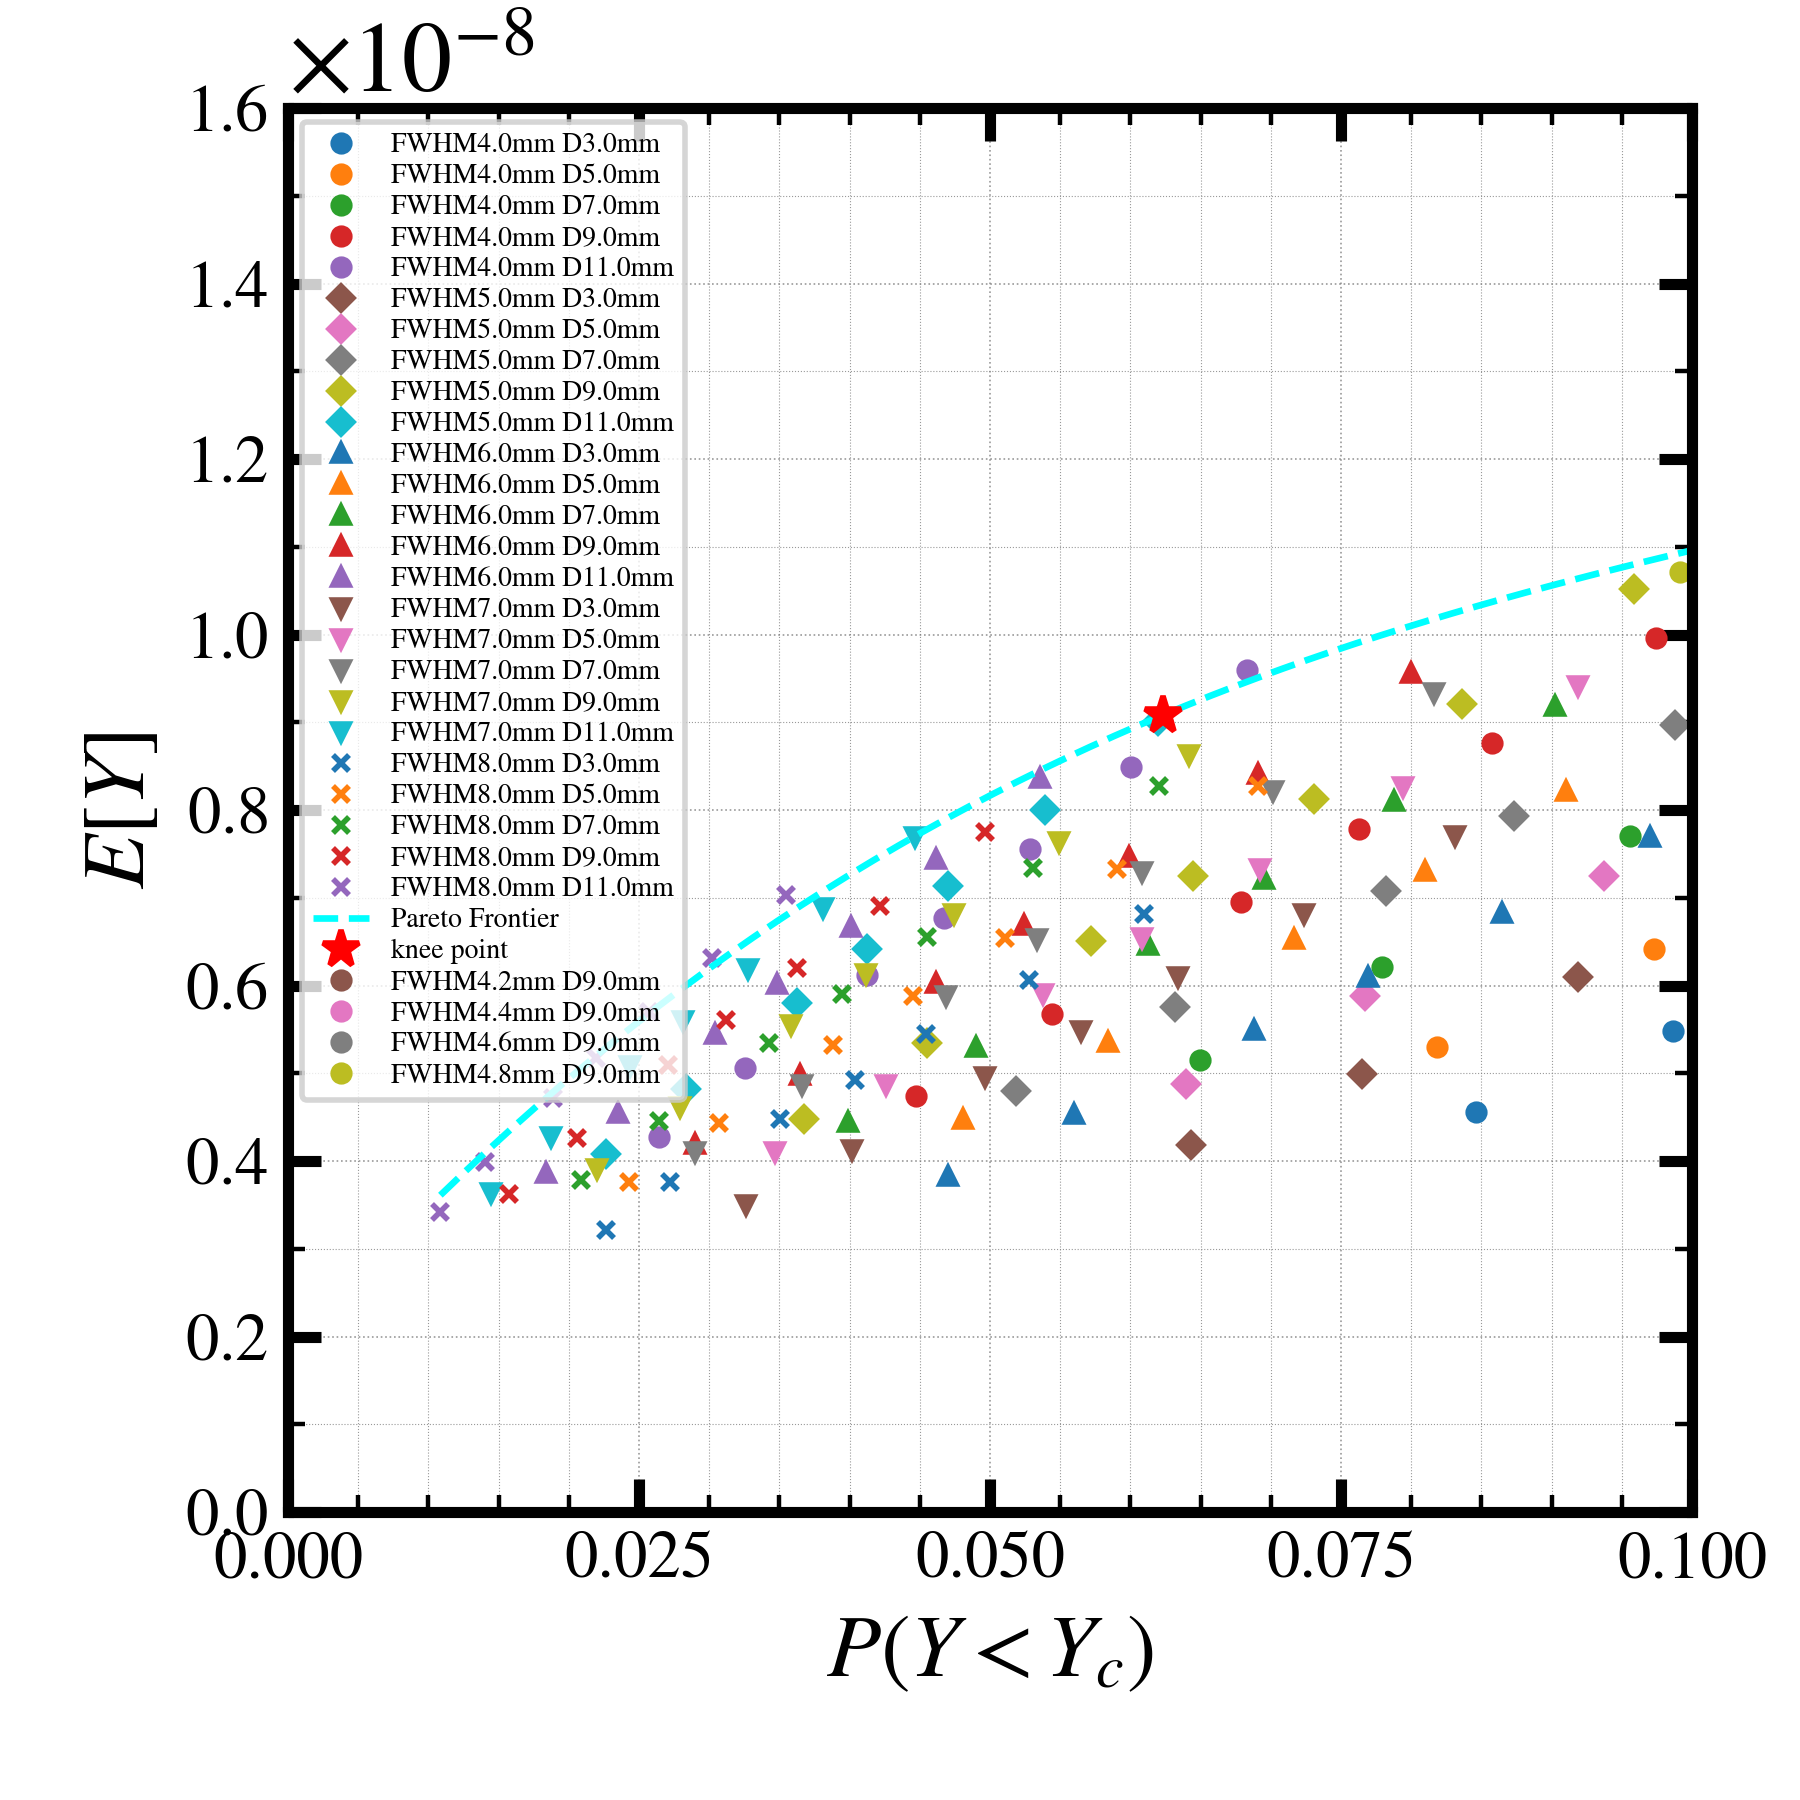 ×10⁻⁸
1.6
1.4
1.2
1.0
0.8
0.6
0.4
0.2
0.0
E[Y]
FWHM4.0mm D3.0mm
FWHM4.0mm D5.0mm
FWHM4.0mm D7.0mm
FWHM4.0mm D9.0mm
FWHM4.0mm D11.0mm
FWHM5.0mm D3.0mm
FWHM5.0mm D5.0mm
FWHM5.0mm D7.0mm
FWHM5.0mm D9.0mm
FWHM5.0mm D11.0mm
FWHM6.0mm D3.0mm
FWHM6.0mm D5.0mm
FWHM6.0mm D7.0mm
FWHM6.0mm D9.0mm
FWHM6.0mm D11.0mm
FWHM7.0mm D3.0mm
FWHM7.0mm D5.0mm
FWHM7.0mm D7.0mm
FWHM7.0mm D9.0mm
FWHM7.0mm D11.0mm
FWHM8.0mm D3.0mm
FWHM8.0mm D5.0mm
FWHM8.0mm D7.0mm
FWHM8.0mm D9.0mm
FWHM8.0mm D11.0mm
Pareto Frontier
knee point
FWHM4.2mm D9.0mm
FWHM4.4mm D9.0mm
FWHM4.6mm D9.0mm
FWHM4.8mm D9.0mm
0.000 0.025 0.050 0.075 0.100
P(Y < Y_c)